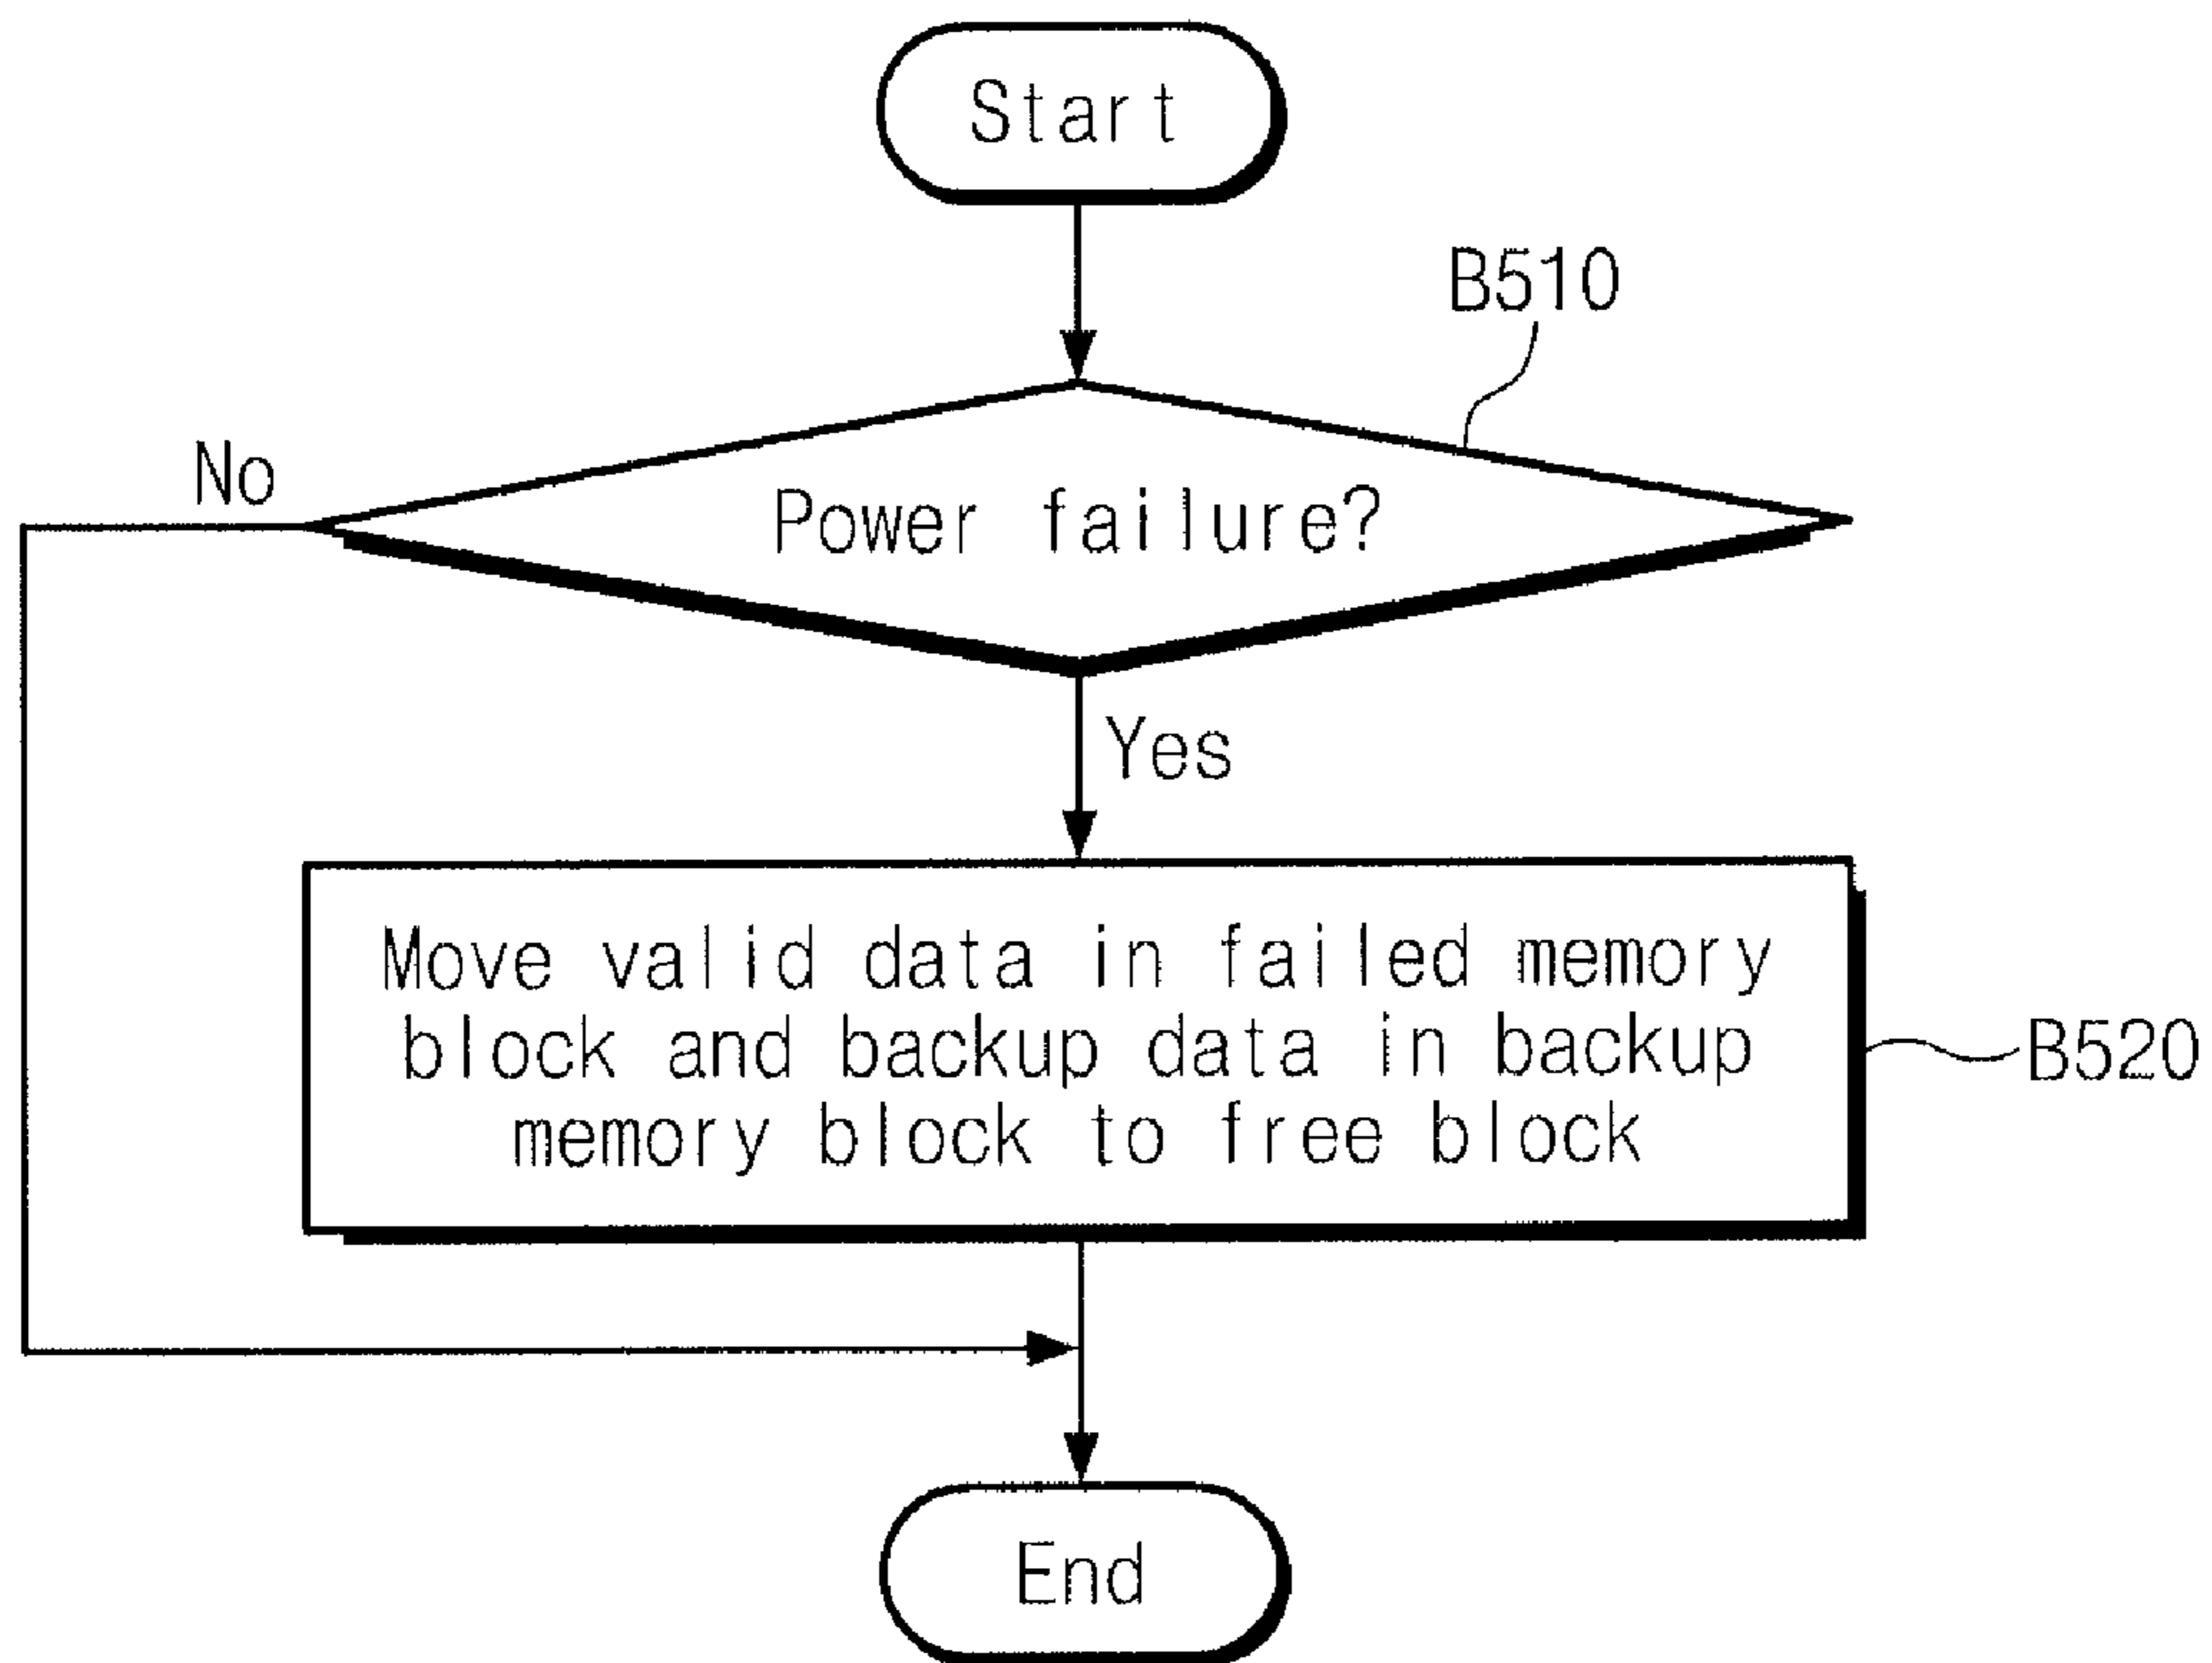 Start
B510
No
Power failure?
Yes
Move valid data in failed memory
block and backup data in backup
memory block to free block
B520
End